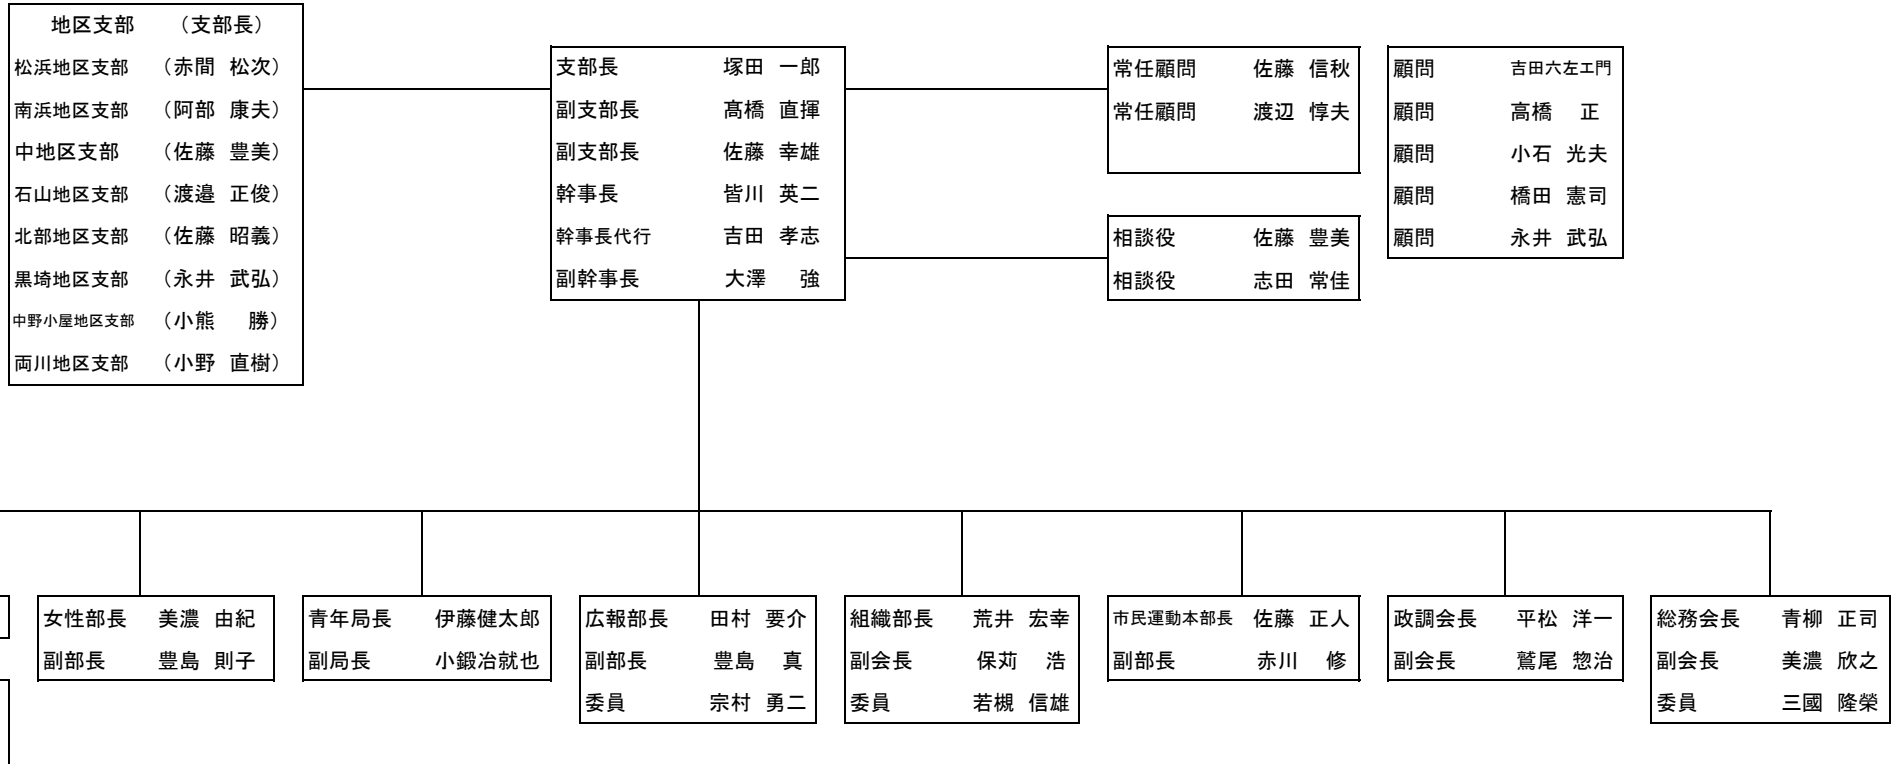 地区支部 （支部長）
松浜地区支部 （赤間 松次）
南浜地区支部 （阿部 康夫）
中地区支部 （佐藤 豊美）
石山地区支部 （渡邉 正俊）
北部地区支部 （佐藤 昭義）
黒埼地区支部 （永井 武弘）
中野小屋地区支部 （小熊 勝）
両川地区支部 （小野 直樹）
支部長 塚田 一郎
副支部長 髙橋 直揮
副支部長 佐藤 幸雄
幹事長 皆川 英二
幹事長代行 吉田 孝志
副幹事長 大澤 強
常任顧問 佐藤 信秋
常任顧問 渡辺 惇夫
相談役 佐藤 豊美
相談役 志田 常佳
顧問 吉田六左エ門
顧問 高橋 正
顧問 小石 光夫
顧問 橋田 憲司
顧問 永井 武弘
女性部長 美濃 由紀
副部長 豊島 則子
青年局長 伊藤健太郎
副局長 小鍛冶就也
広報部長 田村 要介
副部長 豊島 真
委員 宗村 勇二
組織部長 荒井 宏幸
副会長 保苅 浩
委員 若槻 信雄
市民運動本部長 佐藤 正人
副部長 赤川 修
政調会長 平松 洋一
副会長 鷲尾 惣治
総務会長 青柳 正司
副会長 美濃 欣之
委員 三國 隆榮